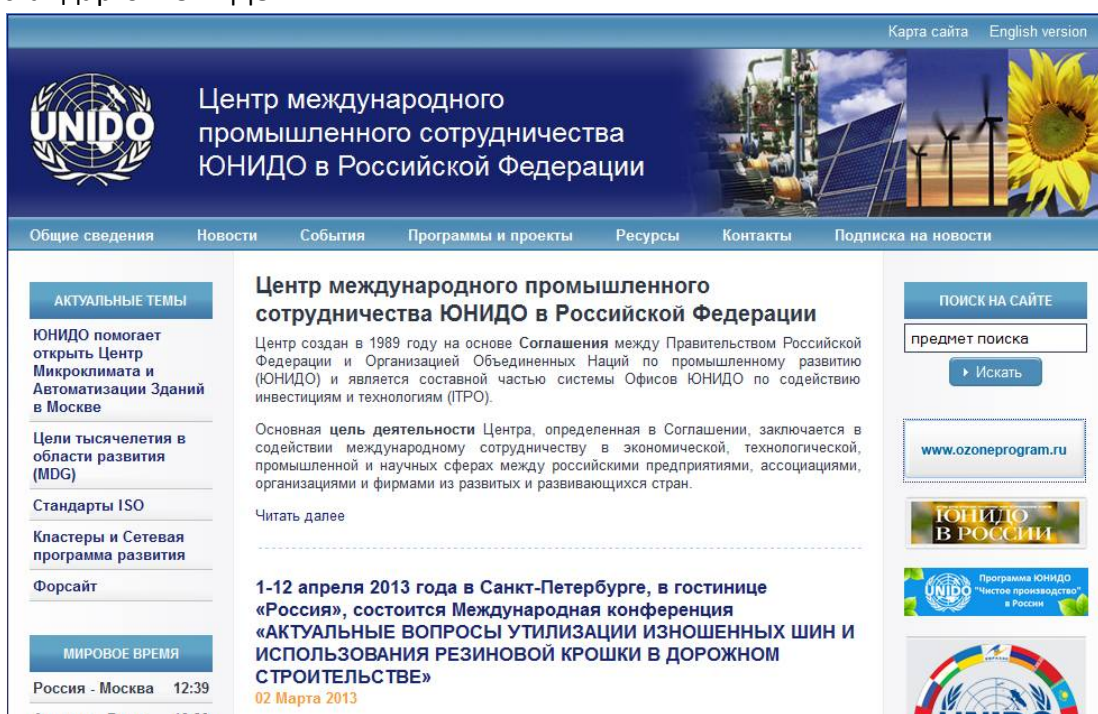 Карта сайта English version
UNIDO
Центр международного
промышленного сотрудничества
ЮНИДО в Российской Федерации
Общие сведения Новости События Программы и проекты Ресурсы Контакты Подписка на новости
АКТУАЛЬНЫЕ ТЕМЫ
ЮНИДО помогает
открыть Центр
Микроклимата и
Автоматизации Зданий
в Москве
Цели тысячелетия в
области развития
(MDG)
Стандарты ISO
Кластеры и Сетевая
программа развития
Форсайт
МИРОВОЕ ВРЕМЯ
Россия - Москва 12:39
Центр международного промышленного
сотрудничества ЮНИДО в Российской Федерации
Центр создан в 1989 году на основе Соглашения между Правительством Российской
Федерации и Организацией Объединенных Наций по промышленному развитию
(ЮНИДО) и является составной частью системы Офисов ЮНИДО по содействию
инвестициям и технологиям (ITPO).
Основная цель деятельности Центра, определенная в Соглашении, заключается в
содействии международному сотрудничеству в экономической, технологической,
промышленной и научных сферах между российскими предприятиями, ассоциациями,
организациями и фирмами из развитых и развивающихся стран.
Читать далее
1-12 апреля 2013 года в Санкт-Петербурге, в гостинице
«Россия», состоится Международная конференция
«АКТУАЛЬНЫЕ ВОПРОСЫ УТИЛИЗАЦИИ ИЗНОШЕННЫХ ШИН И
ИСПОЛЬЗОВАНИЯ РЕЗИНОВОЙ КРОШКИ В ДОРОЖНОМ
СТРОИТЕЛЬСТВЕ»
02 Марта 2013
ПОИСК НА САЙТЕ
предмет поиска
Искать
www.ozoneprogram.ru
ЮНИДО
В РОССИИ
UNIDO
Программа ЮНИДО
"Чистое производство"
в России